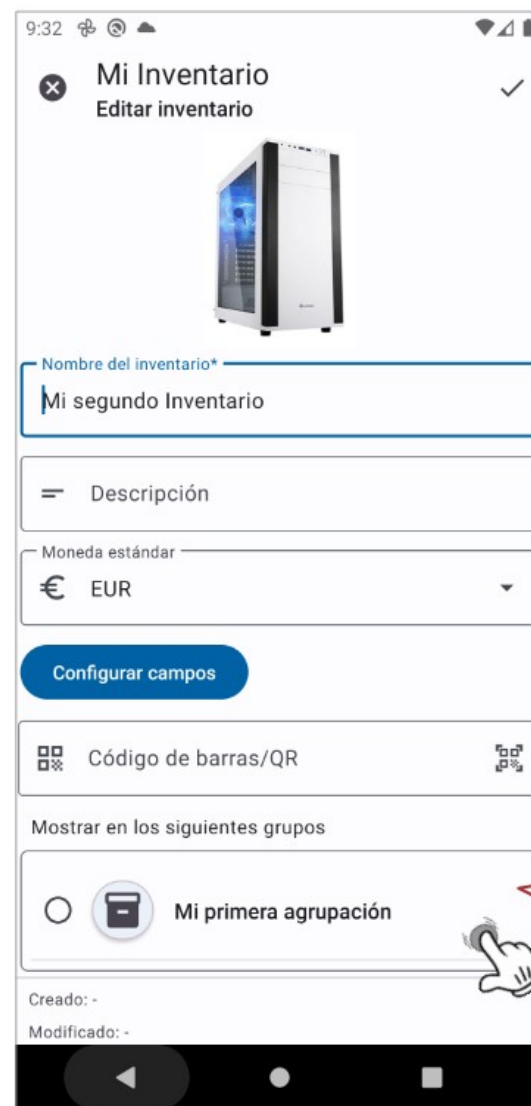 9:32
Mi Inventario
Editar inventario
Nombre del inventario*
Mi segundo Inventario
Descripción
Moneda estándar
€ EUR
Configurar campos
Código de barras/QR
Mostrar en los siguientes grupos
Mi primera agrupación
Creado: -
Modificado: -